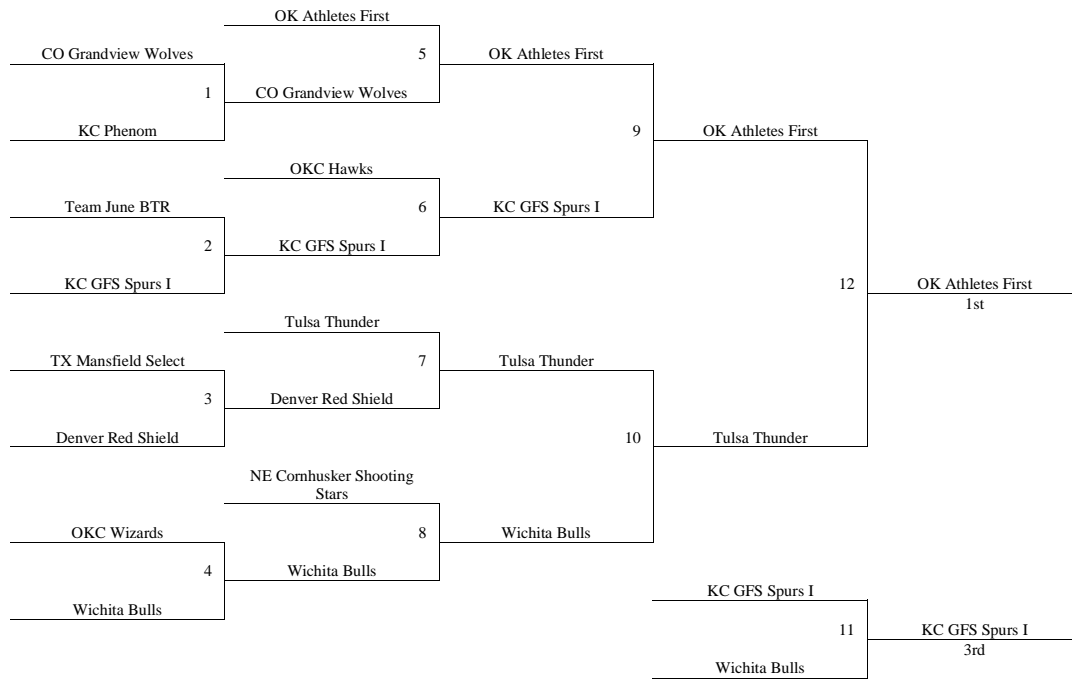 OK Athletes First
CO Grandview Wolves
5
OK Athletes First
1
CO Grandview Wolves
KC Phenom
9
OK Athletes First
OKC Hawks
Team June BTR
6
KC GFS Spurs I
2
KC GFS Spurs I
KC GFS Spurs I
12
OK Athletes First
1st
Tulsa Thunder
TX Mansfield Select
7
Tulsa Thunder
3
Denver Red Shield
Denver Red Shield
10
Tulsa Thunder
NE Cornhusker Shooting
Stars
OKC Wizards
8
Wichita Bulls
4
Wichita Bulls
Wichita Bulls
KC GFS Spurs I
11
KC GFS Spurs I
3rd
Wichita Bulls